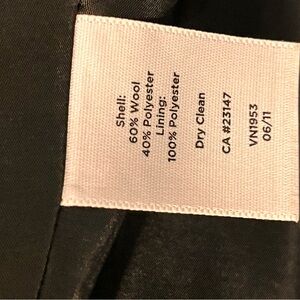 Shell:
60% Wool
40% Polyester
Lining:
100% Polyester
Dry Clean
CA #23147
VN1953
06/11